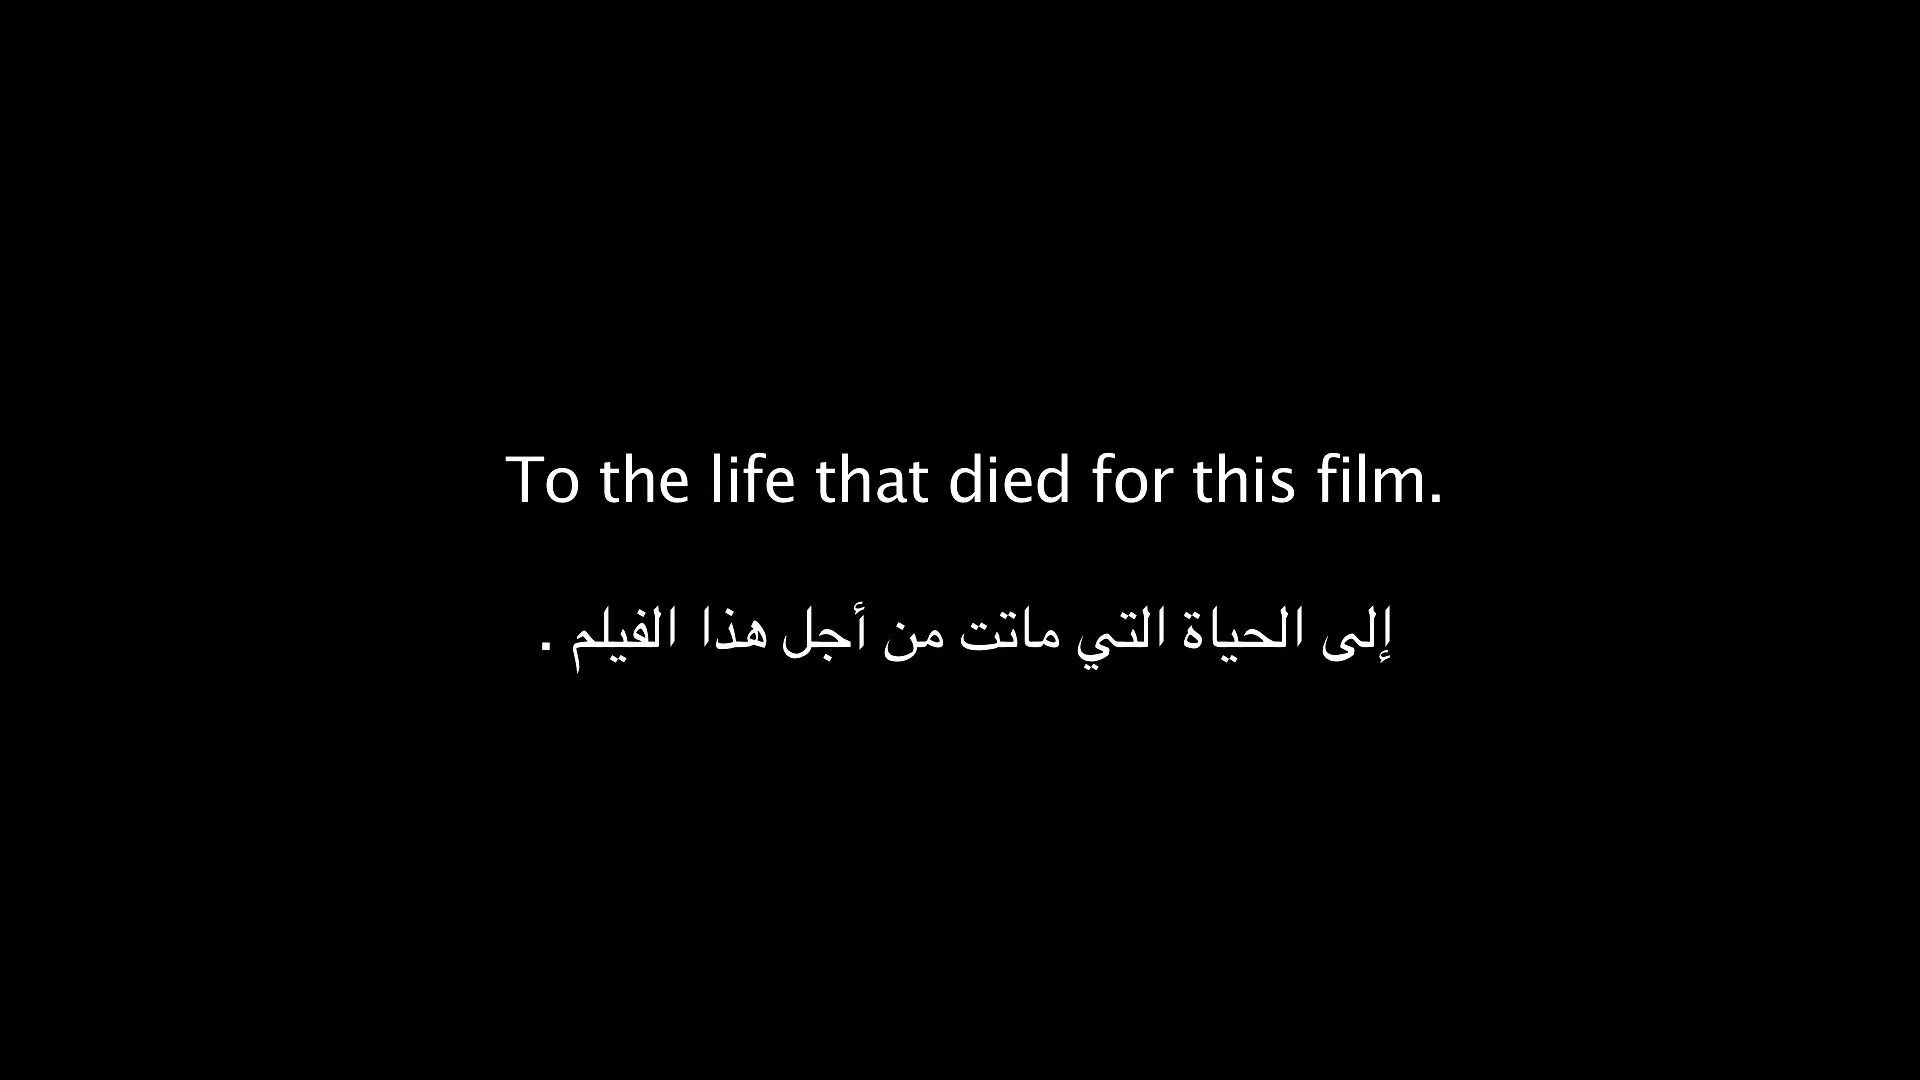 To the life that died for this film.
إلى الحياة التي ماتت من أجل هذا الفيلم .